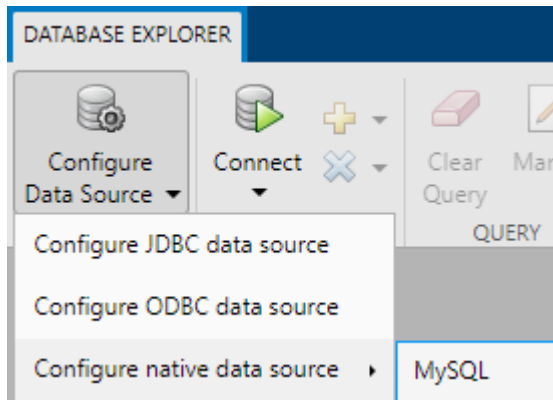 DATABASE EXPLORER
Configure
Data Source
Connect
Clear
Query
QUERY
Configure JDBC data source
Configure ODBC data source
Configure native data source
MySQL